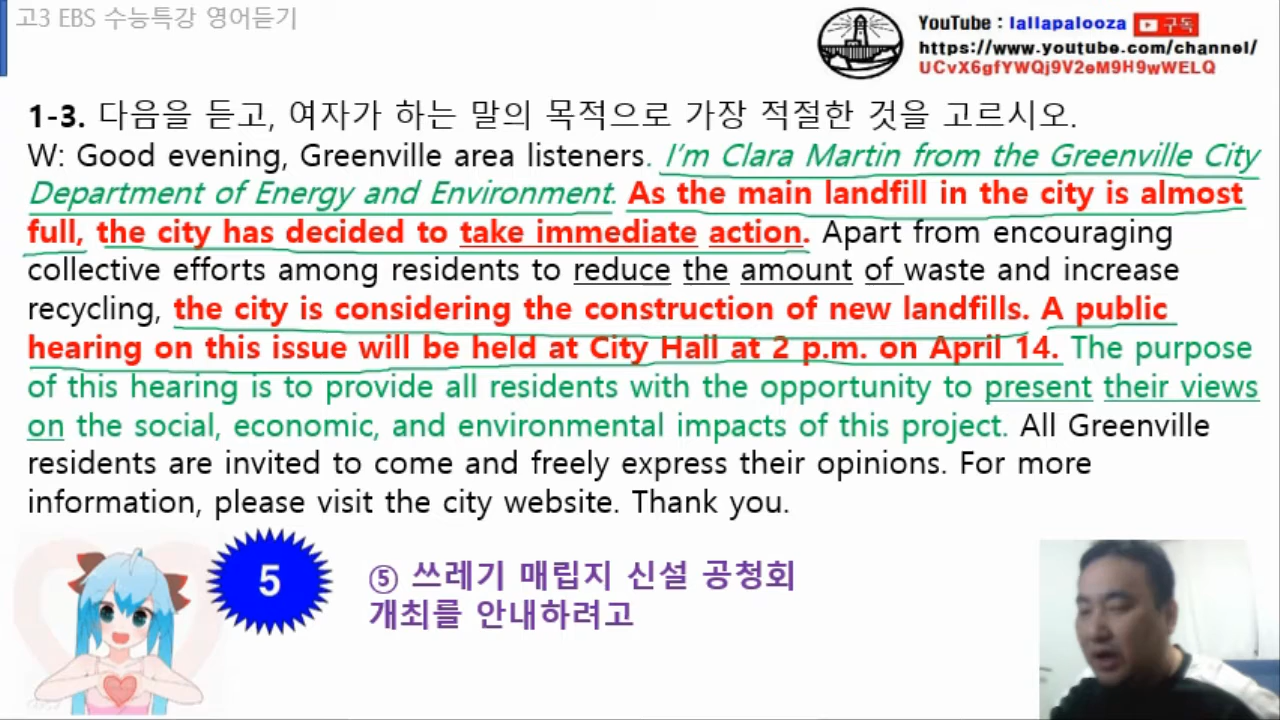 고3 EBS 수능특강 영어듣기
YouTube : lallapalooza 구독
https://www.youtube.com/channel/
UCvX6gfYWQj9V2eM9H9wWELQ
1-3. 다음을 듣고, 여자가 하는 말의 목적으로 가장 적절한 것을 고르시오.
W: Good evening, Greenville area listeners. I'm Clara Martin from the Greenville City
Department of Energy and Environment. As the main landfill in the city is almost
full, the city has decided to take immediate action. Apart from encouraging
collective efforts among residents to reduce the amount of waste and increase
recycling, the city is considering the construction of new landfills. A public
hearing on this issue will be held at City Hall at 2 p.m. on April 14. The purpose
of this hearing is to provide all residents with the opportunity to present their views
on the social, economic, and environmental impacts of this project. All Greenville
residents are invited to come and freely express their opinions. For more
information, please visit the city website. Thank you.
5
⑤ 쓰레기 매립지 신설 공청회
개최를 안내하려고